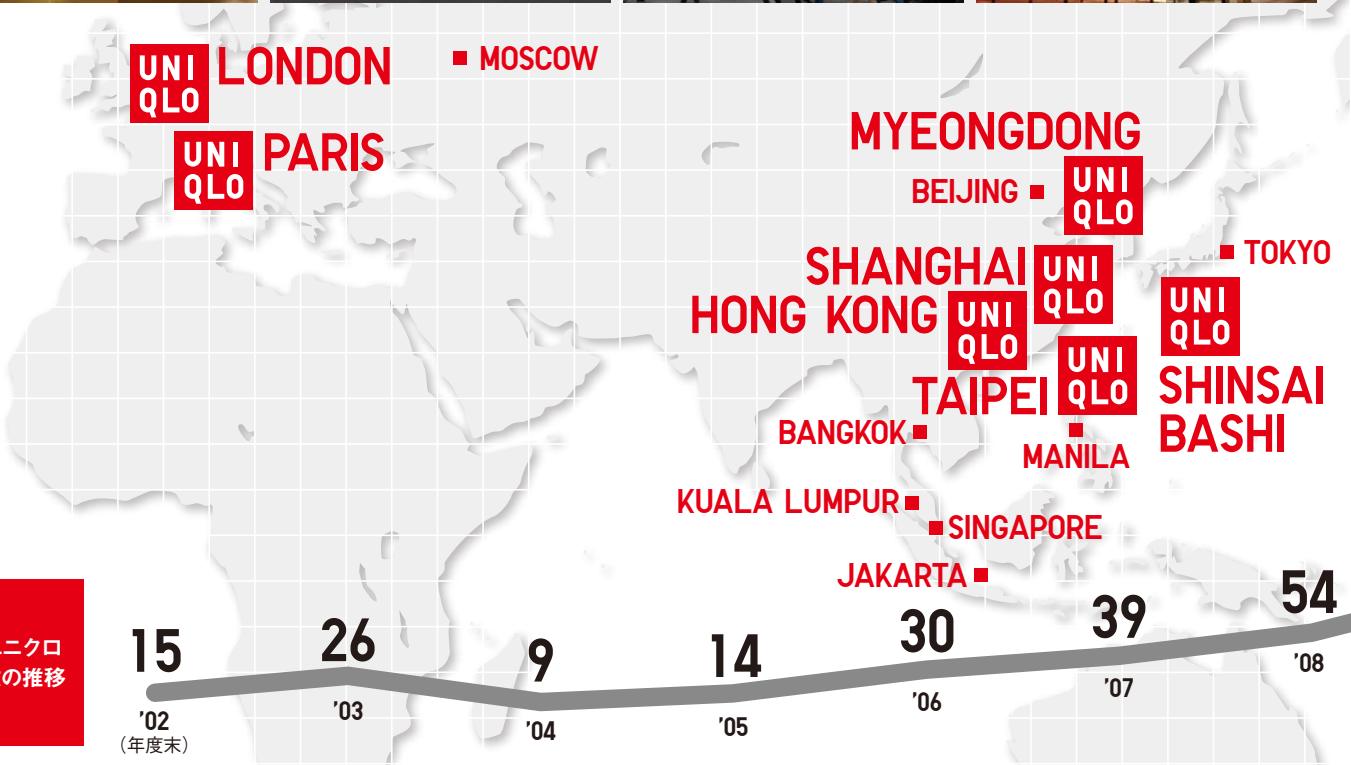 UNI
QLO
LONDON
MOSCOW
UNI
QLO
PARIS
MYEONGDONG
BEIJING
UNI
QLO
TOKYO
SHANGHAI
UNI
QLO
HONG KONG
UNI
QLO
UNI
QLO
SHINSAI
BASHI
TAIPEI
UNI
QLO
BANGKOK
MANILA
KUALA LUMPUR
SINGAPORE
JAKARTA
ニクロ
の推移
15
26
9
14
30
39
54
'02
(年度末)
'03
'04
'05
'06
'07
'08